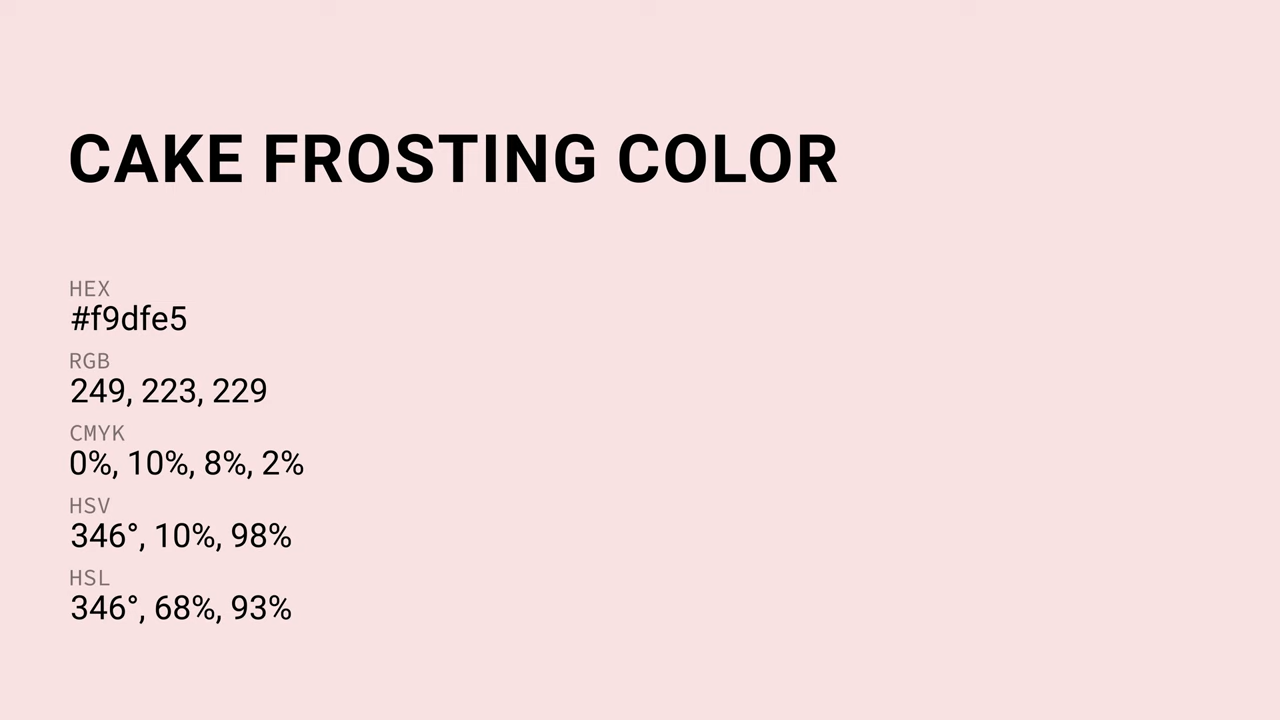 CAKE FROSTING COLOR
HEX
#f9dfe5
RGB
249, 223, 229
CMYK
0%, 10%, 8%, 2%
HSV
346°, 10%, 98%
HSL
346°, 68%, 93%